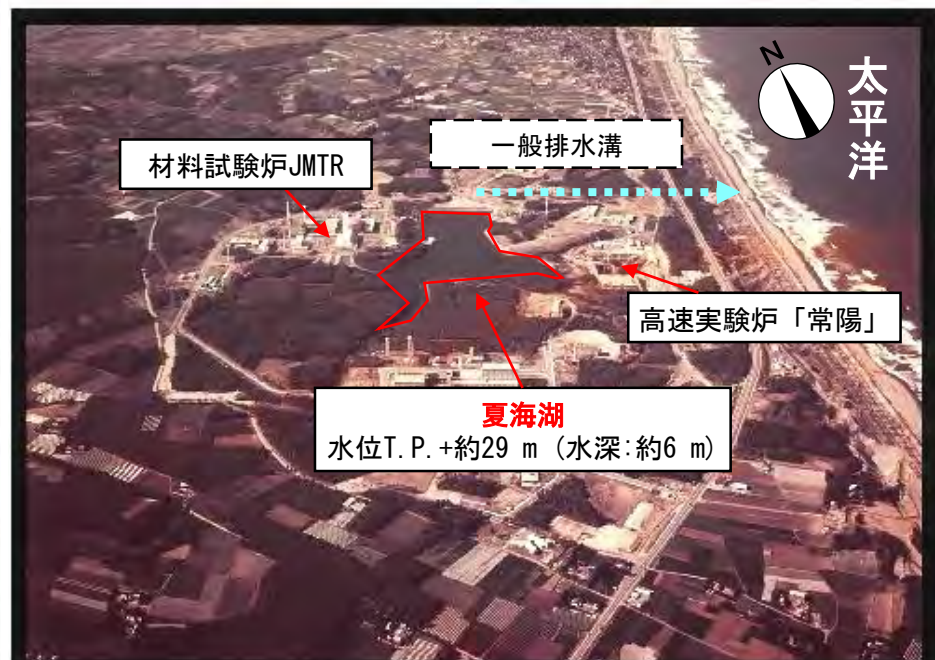 N
太平洋
一般排水溝
材料試験炉JMTR
高速実験炉「常陽」
夏海湖
水位T.P.+約29 m (水深:約6 m)